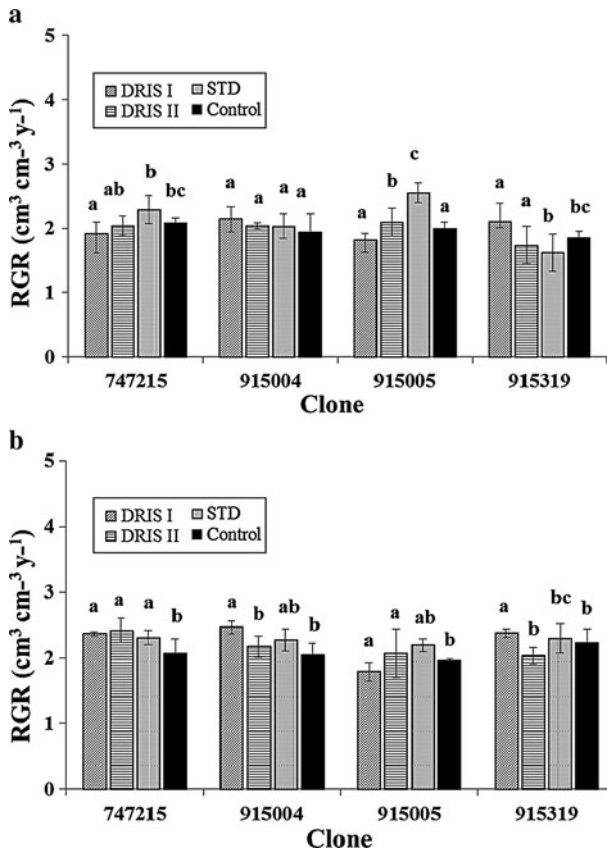 a
5
4
3
2
1
0
RGR (cm³ cm-³ y-¹)
DRIS I STD
DRIS II Control
a ab b bc
a a a a
a b c a
a a b bc
747215 915004 915005 915319
Clone
b
5
4
3
2
1
0
RGR (cm³ cm-³ y-¹)
DRIS I STD
DRIS II Control
a a a b
a b ab b
a a ab b
a b bc b
747215 915004 915005 915319
Clone